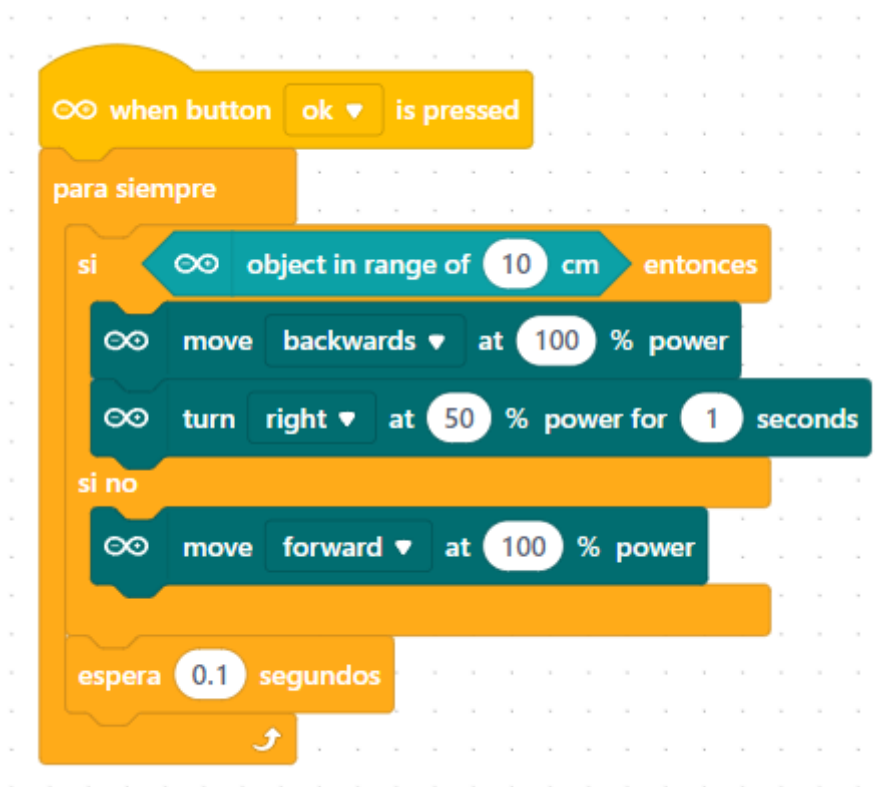 when button ok is pressed
para siempre
si object in range of 10 cm entonces
move backwards at 100 % power
turn right at 50 % power for 1 seconds
si no
move forward at 100 % power
espera 0.1 segundos